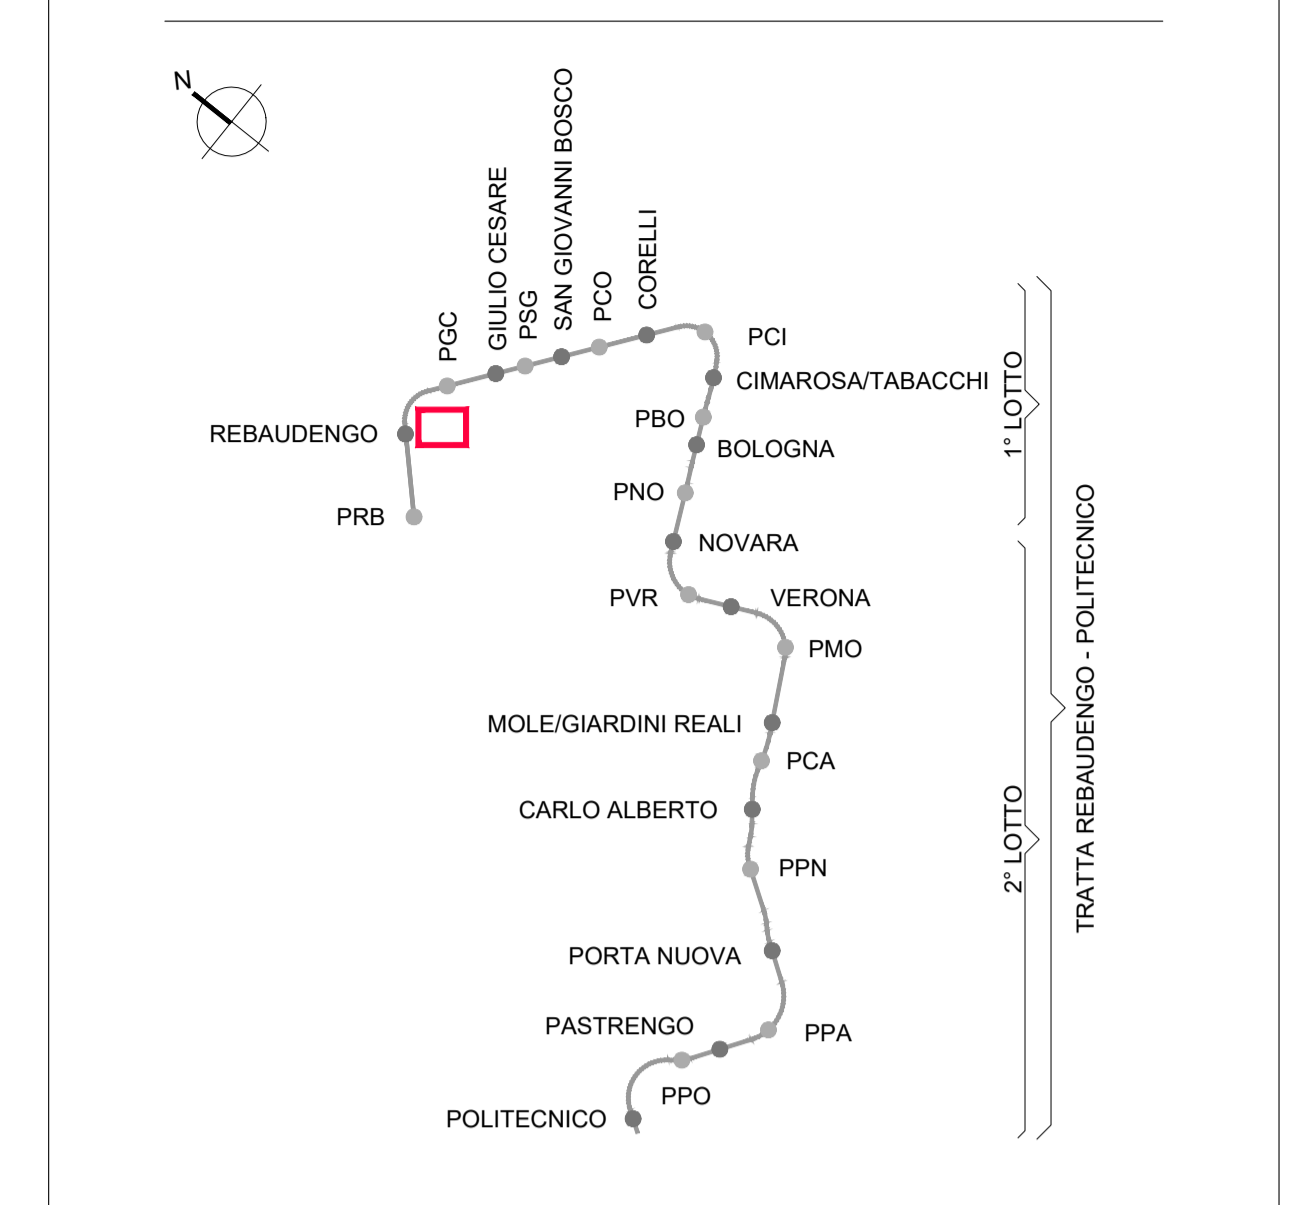 N
SAN GIOVANNI BOSCO
GIULIO CESARE
CORELLI
PCO
PSG
PGC
PCI
CIMAROSA/TABACCHI
PBO
REBAUDENGO
BOLOGNA
PNO
PRB
NOVARA
PVR
VERONA
PMO
MOLE/GIARDINI REALI
PCA
CARLO ALBERTO
PPN
PORTA NUOVA
PASTRENGO
PPA
PPO
POLITECNICO
1° LOTTO
2° LOTTO
TRATTA REBAUDENGO - POLITECNICO